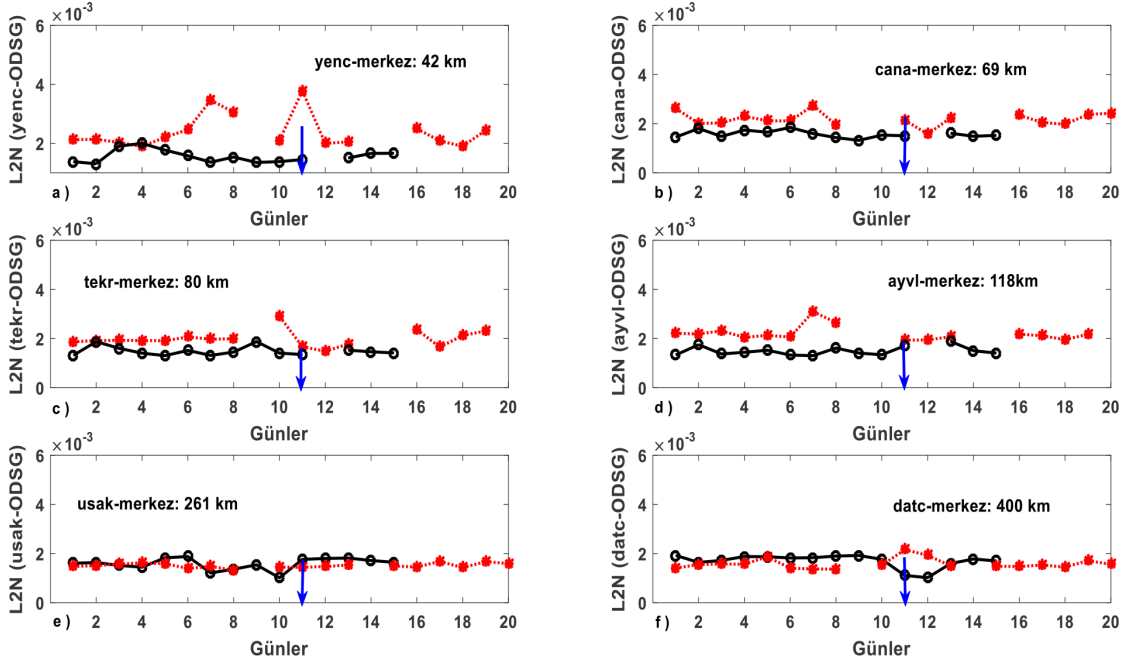 ×10⁻³
6
4
2
L2N (yenc-ODSG)
yenc-merkez: 42 km
a )
2 4 6 8 10 12 14 16 18 20
Günler
×10⁻³
6
4
2
0
L2N (cana-ODSG)
cana-merkez: 69 km
b )
2 4 6 8 10 12 14 16 18 20
Günler
×10⁻³
6
4
2
0
L2N (tekr-ODSG)
tekr-merkez: 80 km
c )
2 4 6 8 10 12 14 16 18 20
Günler
×10⁻³
6
4
2
0
L2N (ayvl-ODSG)
ayvl-merkez: 118km
d )
2 4 6 8 10 12 14 16 18 20
Günler
×10⁻³
6
4
2
0
L2N (usak-ODSG)
usak-merkez: 261 km
e )
2 4 6 8 10 12 14 16 18 20
Günler
×10⁻³
6
4
2
0
L2N (datc-ODSG)
datc-merkez: 400 km
f )
2 4 6 8 10 12 14 16 18 20
Günler